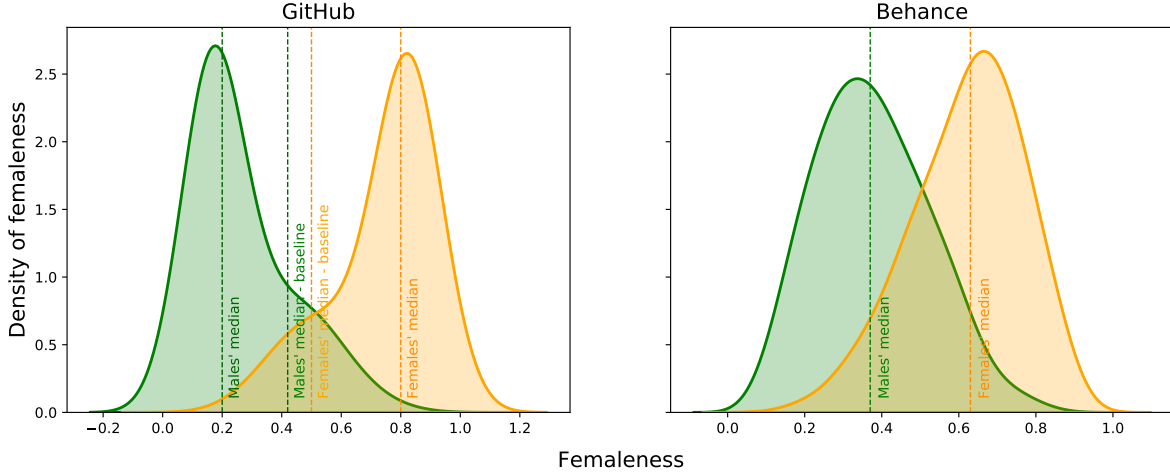 GitHub
Behance
Density of femaleness
2.5
2.0
1.5
1.0
0.5
0.0
Males' median
Males' median - baseline
Females' median - baseline
Females' median
Males' median
Females' median
−0.2
0.0
0.2
0.4
0.6
0.8
1.0
1.2
0.0
0.2
0.4
0.6
0.8
1.0
Femaleness